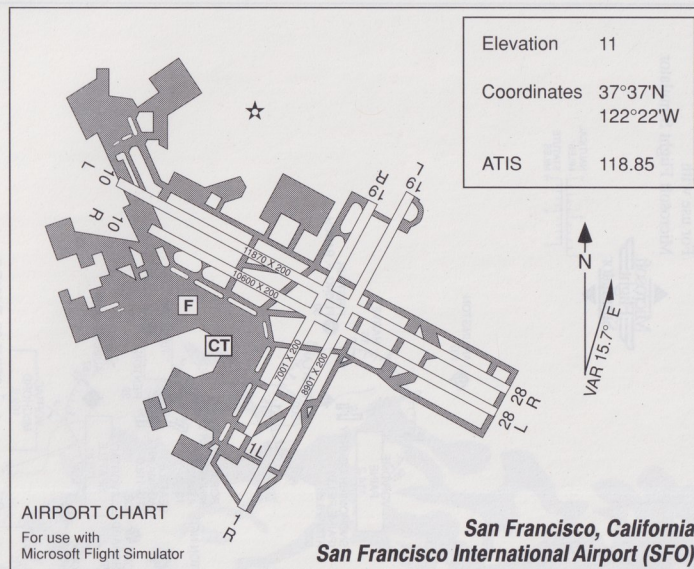 Elevation 11
Coordinates 37°37'N
122°22'W
ATIS 118.85
N
VAR 15.7° E
10 L
10 R
19 R
19 L
11870 X 200
10600 X 200
F
CT
7001 X 200
8901 X 200
28 R
28 L
1L
1 R
AIRPORT CHART
For use with
Microsoft Flight Simulator
San Francisco, California
San Francisco International Airport (SFO)